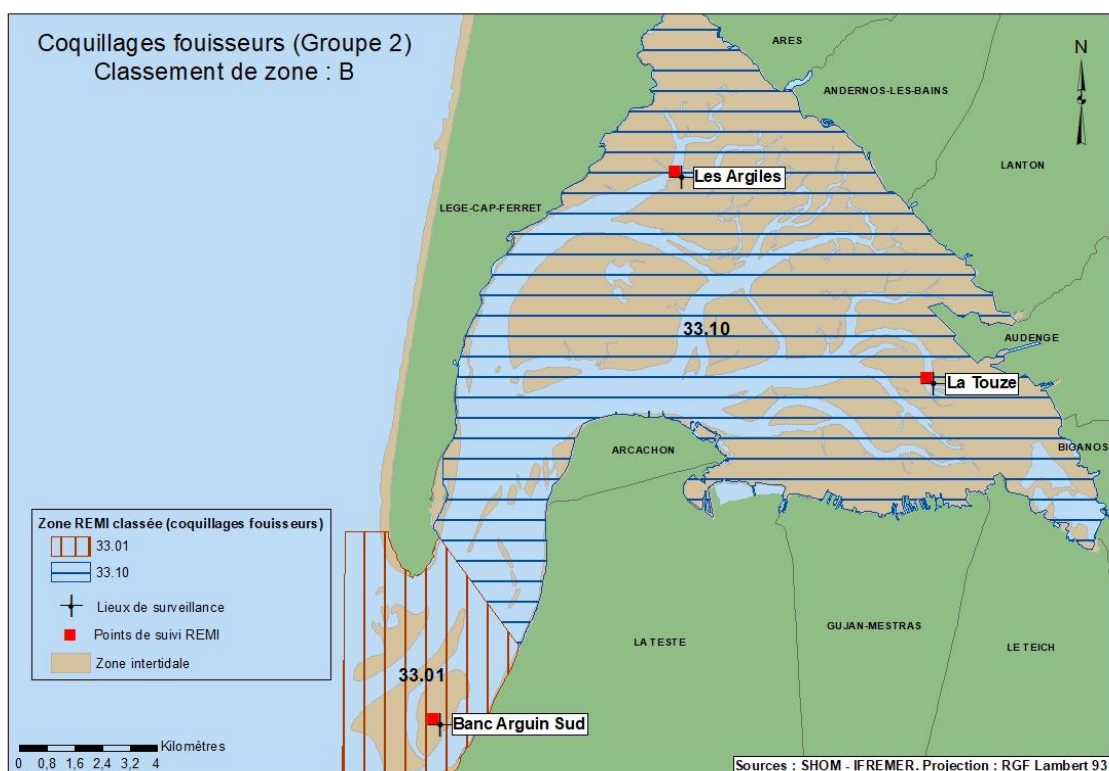 Coquillages fouisseurs (Groupe 2)
Classement de zone : B
ARES
N
ANDERNOS-LES-BAINS
LANTON
Les Argiles
LEGE-CAP-FERRET
33.10
AUDENGE
La Touze
ARCACHON
BIGANOS
Zone REMI classée (coquillages fouisseurs)
33.01
33.10
Lieux de surveillance
Points de suivi REMI
Zone intertidale
GUJAN-MESTRAS
LA TESTE
LE TEICH
33.01
Banc Arguin Sud
Kilomètres
0 0,8 1,6 2,4 3,2 4
Sources : SHOM - IFREMER. Projection : RGF Lambert 93